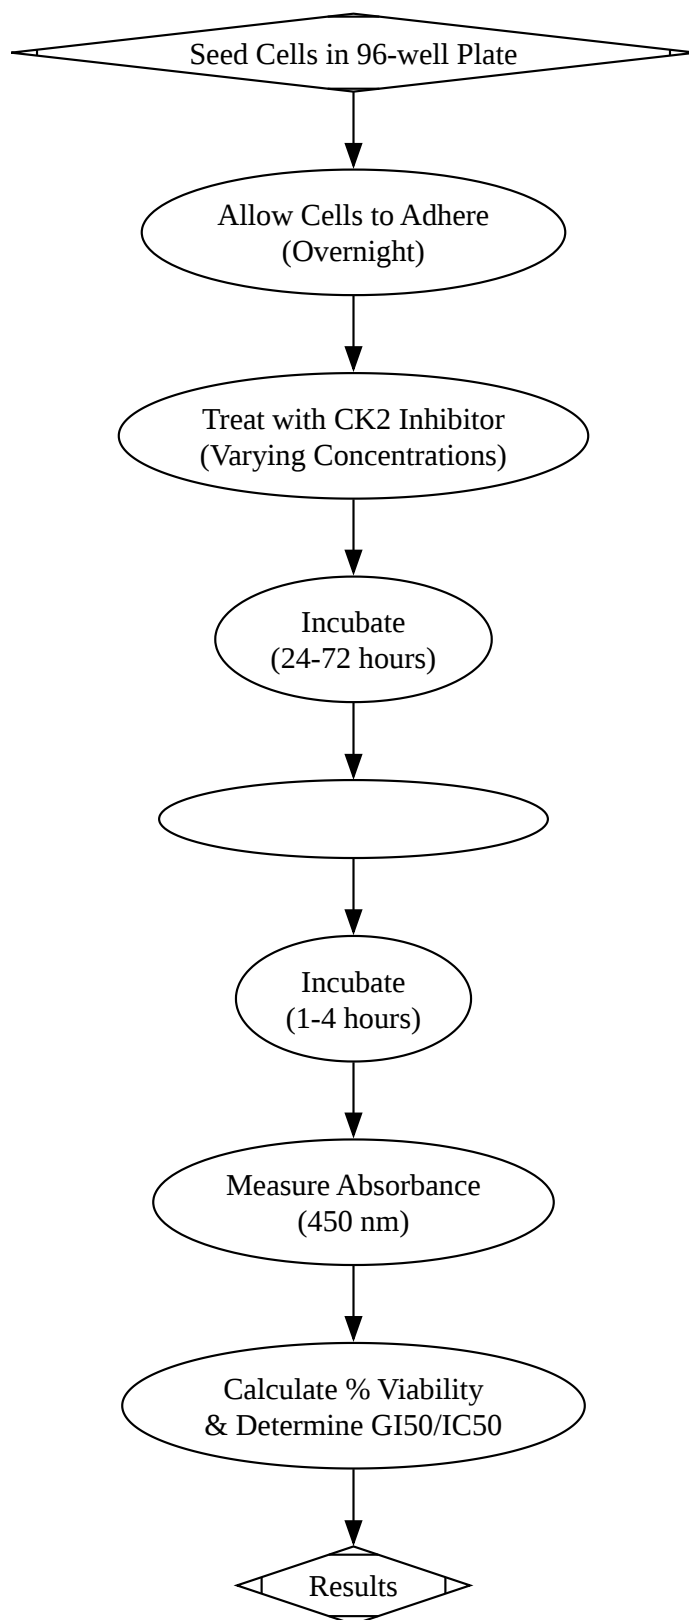 Seed Cells in 96-well Plate
Allow Cells to Adhere
(Overnight)
Treat with CK2 Inhibitor
(Varying Concentrations)
Incubate
(24-72 hours)
Incubate
(1-4 hours)
Measure Absorbance
(450 nm)
Calculate % Viability
& Determine GI50/IC50
Results